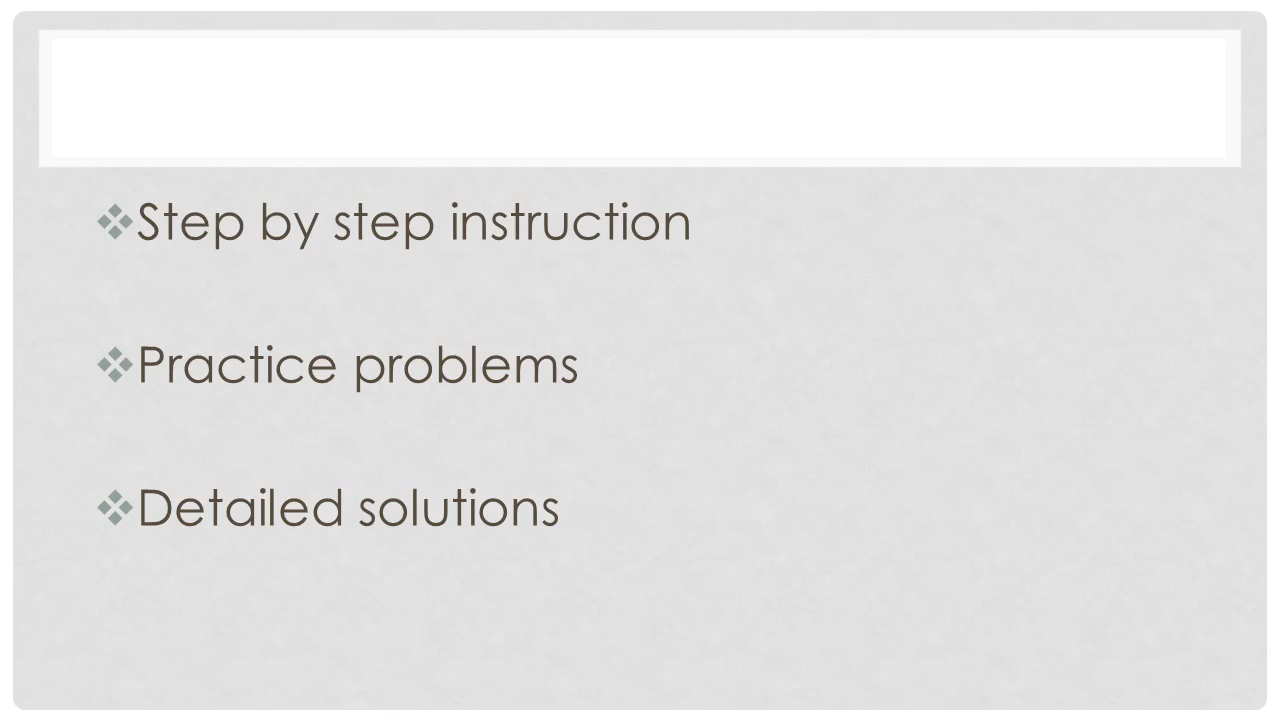 ❖Step by step instruction
❖Practice problems
❖Detailed solutions